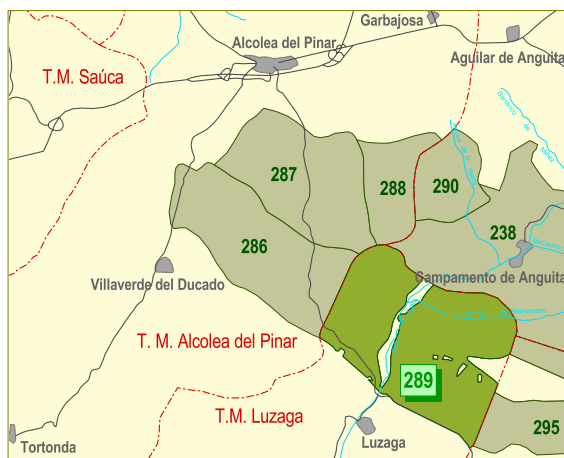 Garbajosa
Alcolea del Pinar
Aguilar de Anguita
T.M. Saúca
287
288
290
238
286
Campamento de Anguita
Villaverde del Ducado
T. M. Alcolea del Pinar
289
T.M. Luzaga
295
Tortonda
Luzaga